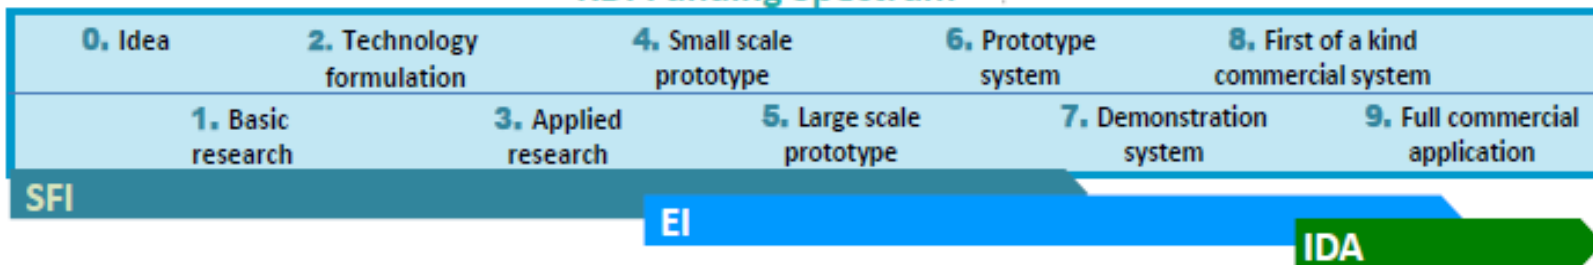 0. Idea
2. Technology
formulation
4. Small scale
prototype
6. Prototype
system
8. First of a kind
commercial system
1. Basic
research
3. Applied
research
5. Large scale
prototype
7. Demonstration
system
9. Full commercial
application
SFI
EI
IDA